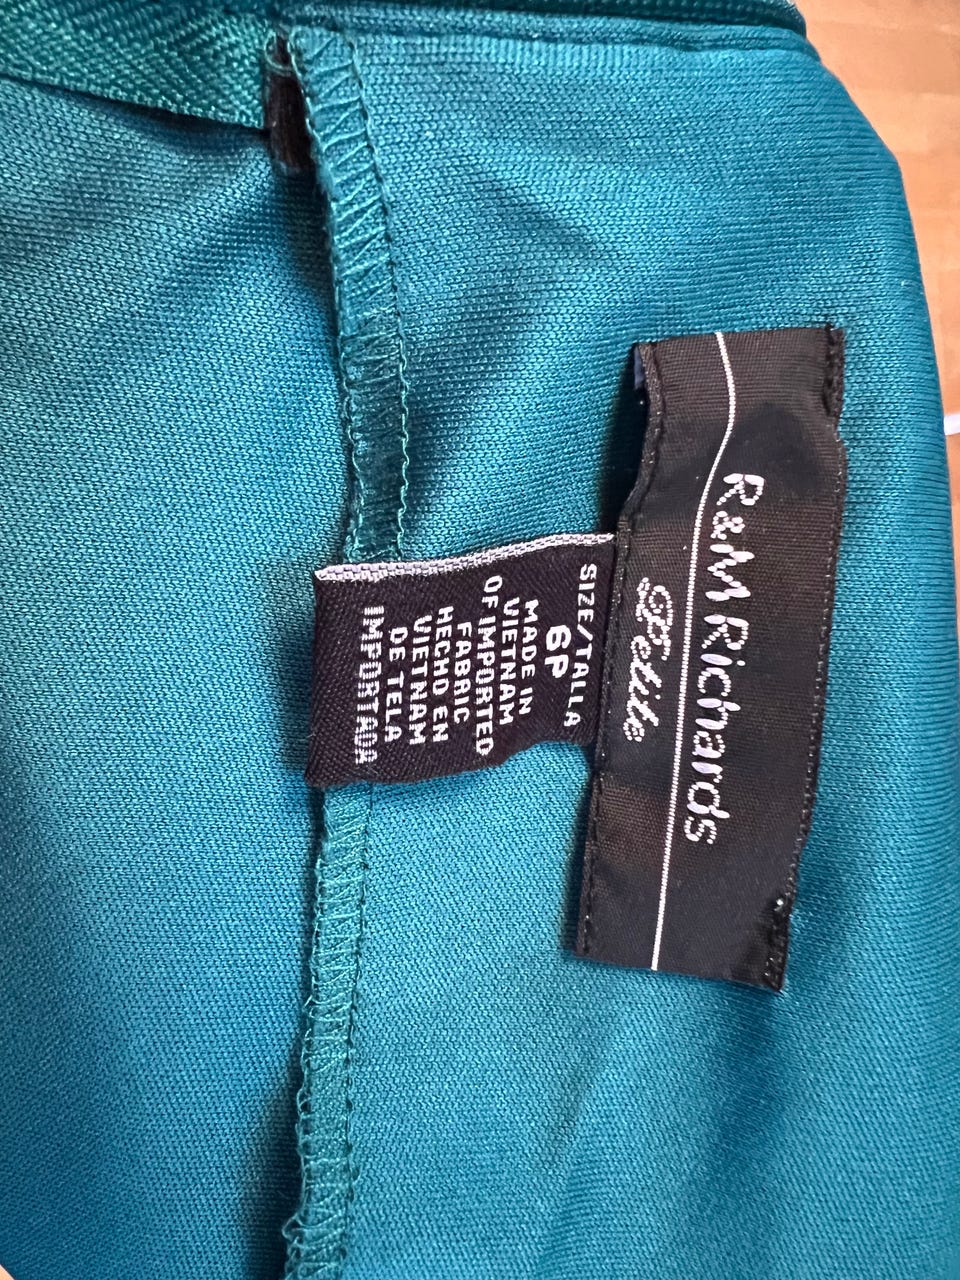 R&M Richards
Petite
SIZE/TALLA
6P
MADE IN
VIETNAM
OF IMPORTED
FABRIC
HECHO EN
VIETNAM
DE TELA
IMPORTADA